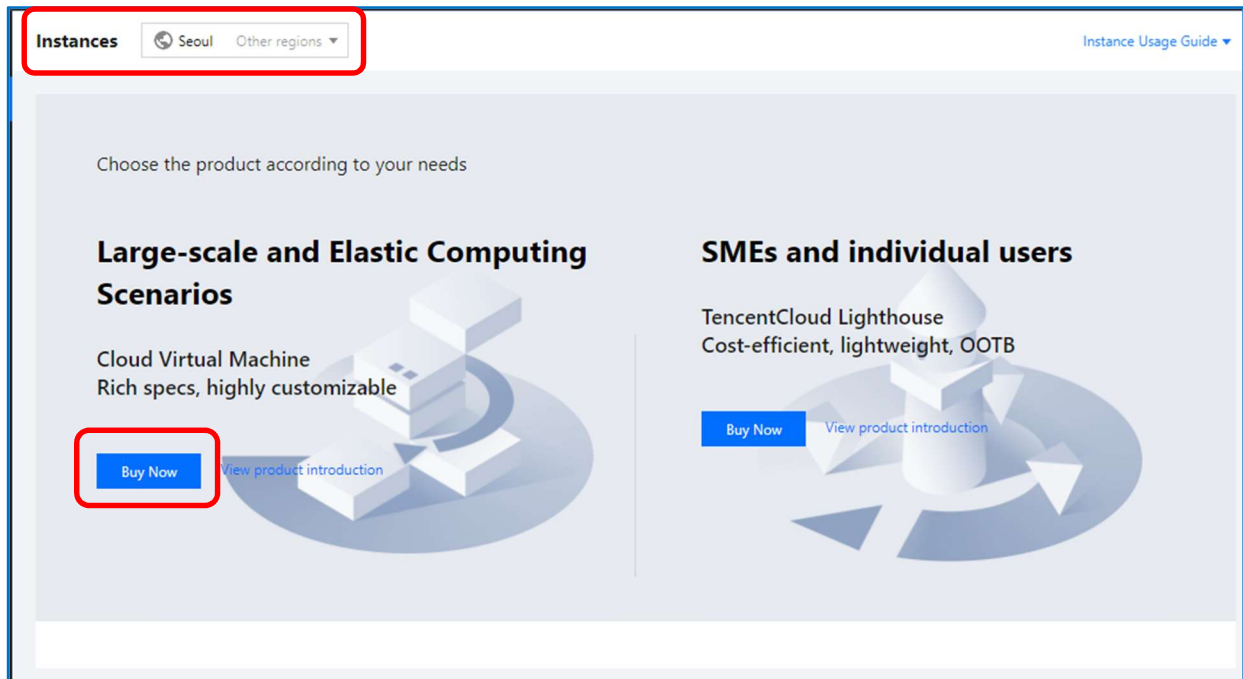 Instances Seoul Other regions
Instance Usage Guide
Choose the product according to your needs
Large-scale and Elastic Computing
Scenarios
Cloud Virtual Machine
Rich specs, highly customizable
Buy Now View product introduction
SMEs and individual users
TencentCloud Lighthouse
Cost-efficient, lightweight, OOTB
Buy Now View product introduction